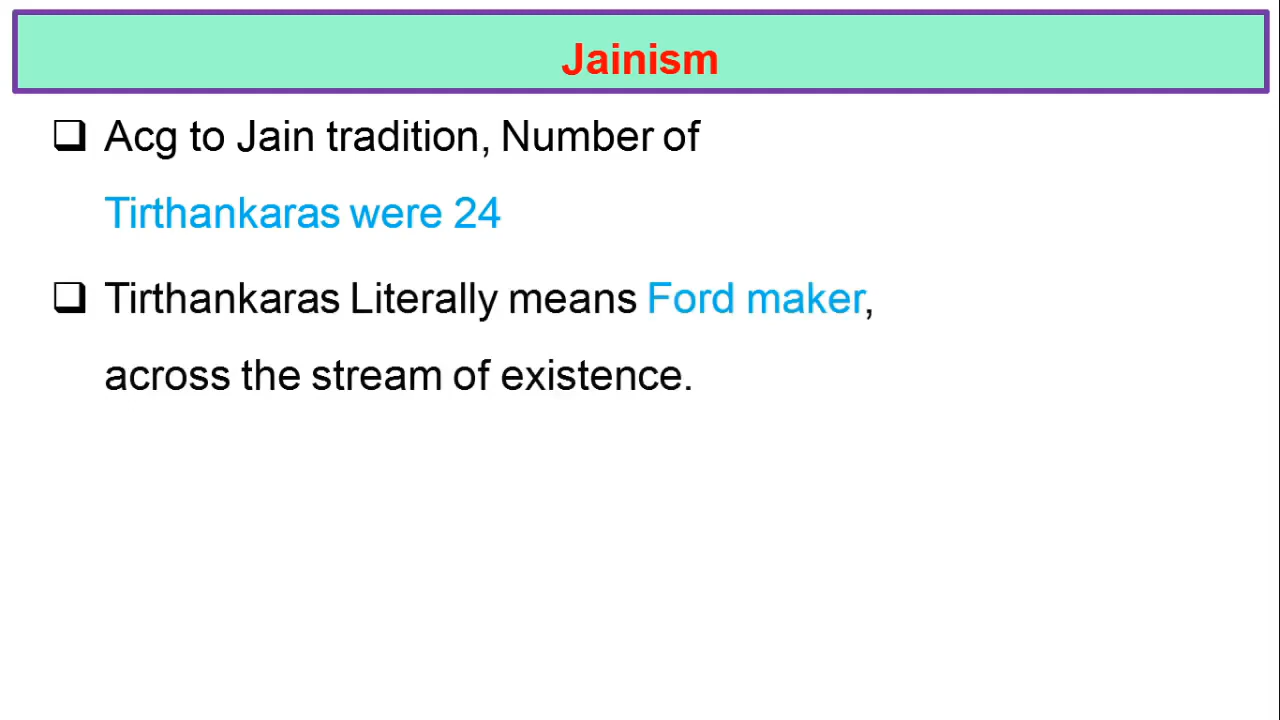 Jainism
❑ Acg to Jain tradition, Number of
Tirthankaras were 24
❑ Tirthankaras Literally means Ford maker,
across the stream of existence.